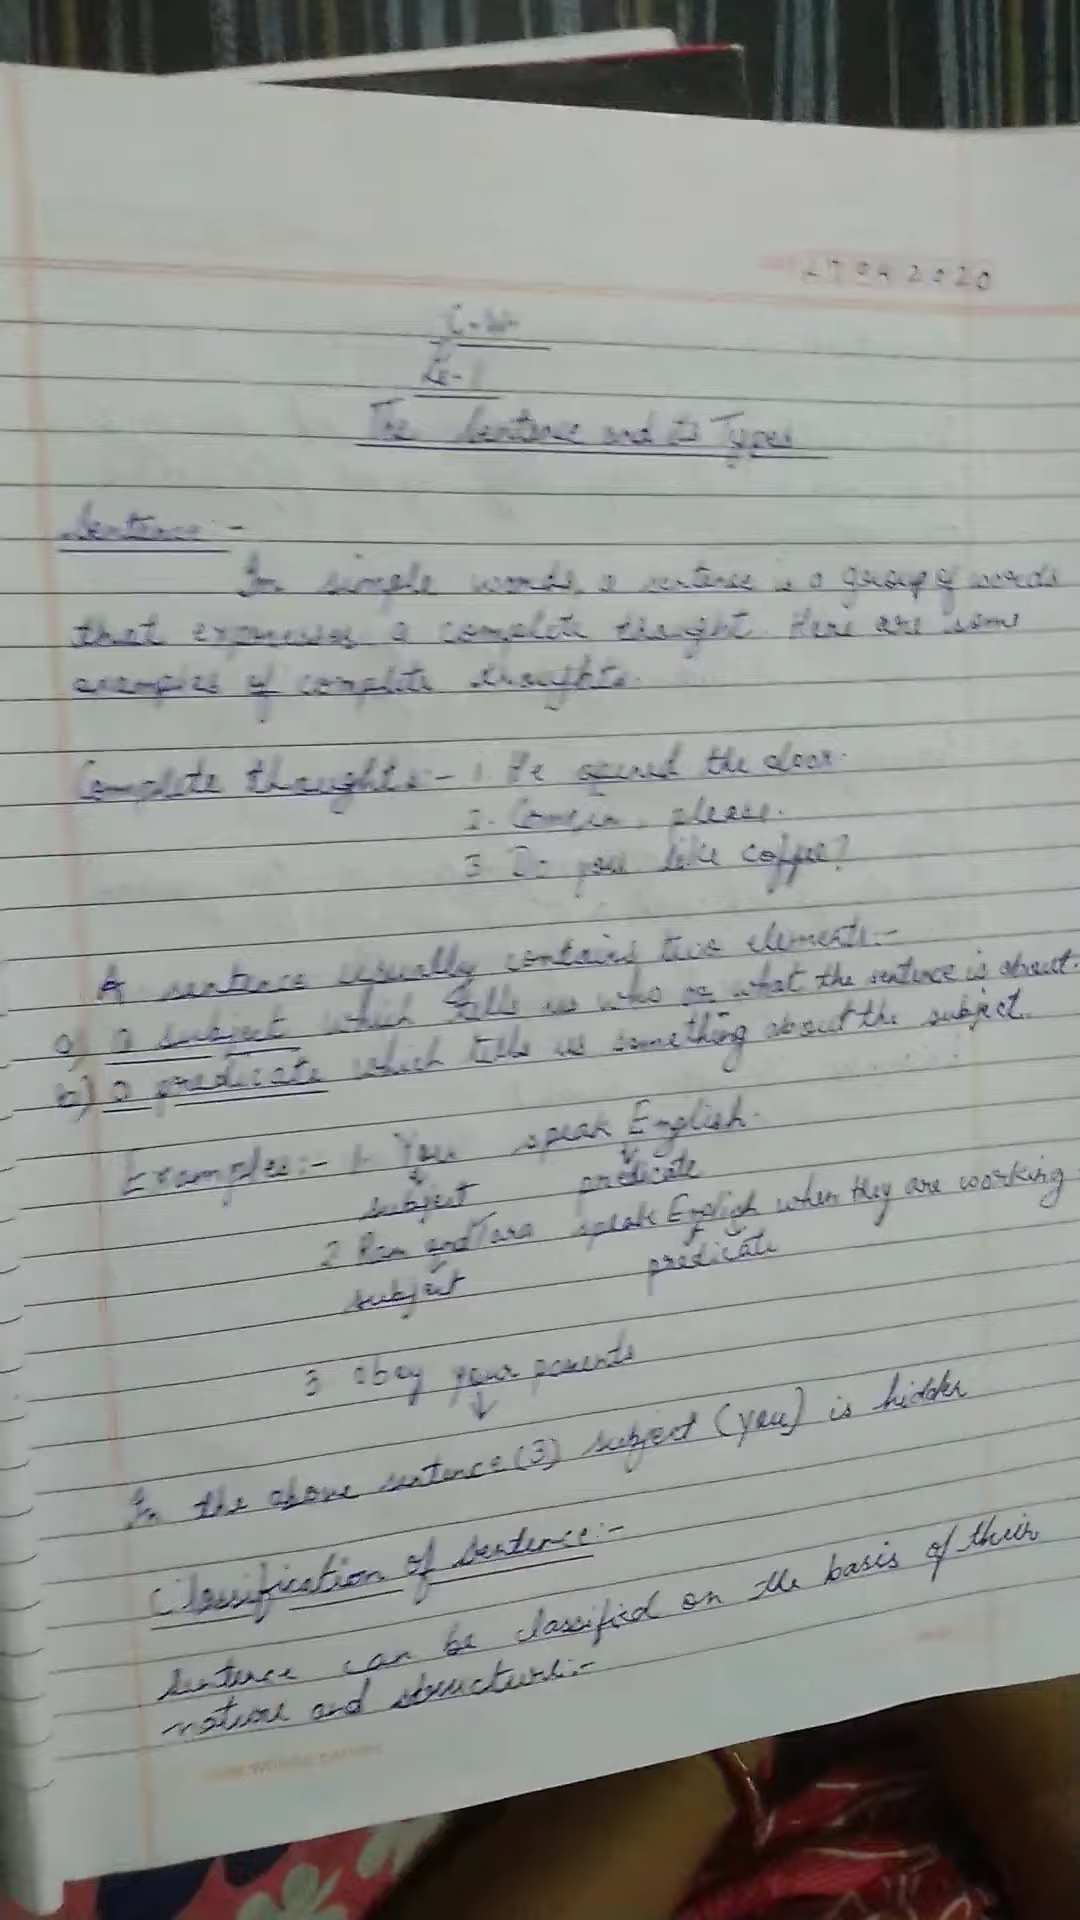 27 04 2020
C-W
Le-1
The Sentence and its Types
Sentence:-
In simple words, a sentence is a group of words
that expresses a complete thought. Here are some
examples of complete thoughts.
Complete thoughts:- 1. He opened the door.
2. Come in, please.
3. Do you like coffee?
A sentence usually contains two elements:-
a) a subject which tells us who or what the sentence is about.
b) a predicate which tells us something about the subject.
Examples:- 1. You speak English.
subject predicate
2 Ram and Tara speak English when they are working
subject predicate
3 obey your parents
In the above sentence (3) subject (you) is hidden
Classification of Sentence:-
Sentence can be classified on the basis of their
nature and structure:-